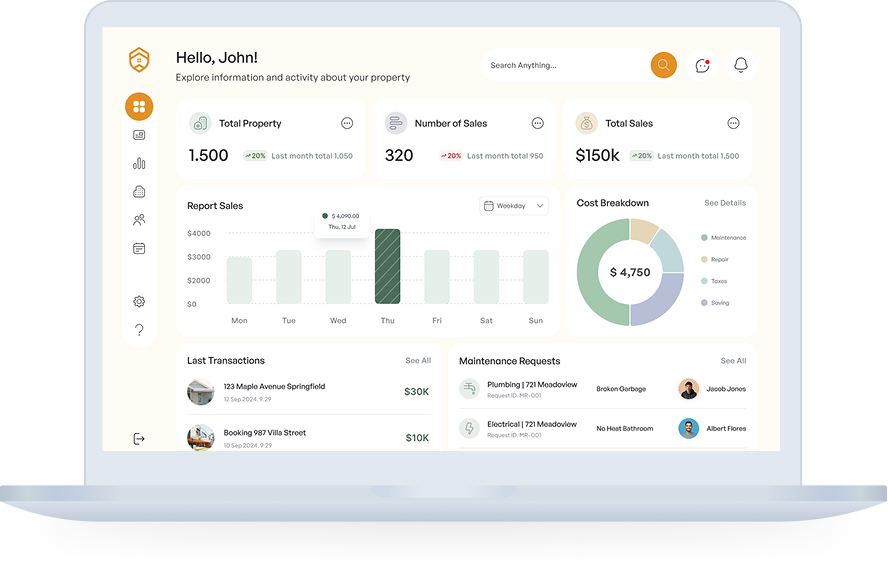 Hello, John!
Explore information and activity about your property
Search Anything...
Total Property
1.500
20%
Last month total 1.050
Number of Sales
320
20%
Last month total 950
Total Sales
$150k
20%
Last month total 1.500
Report Sales
Weekday
$ 4,090.00
Thu, 12 Jul
$4000
$3000
$2000
$0
Mon Tue Wed Thu Fri Sat Sun
Cost Breakdown
See Details
$ 4,750
Maintenance
Repair
Taxes
Saving
Last Transactions
See All
123 Maple Avenue Springfield
12 Sep 2024, 9:29
$30K
Booking 987 Villa Street
10 Sep 2024, 9:29
$10K
Maintenance Requests
See All
Plumbing | 721 Meadoview
Request ID: MR-001
Broken Garbage
Jacob Jones
Electrical | 721 Meadoview
Request ID: MR-001
No Heat Bathroom
Albert Flores